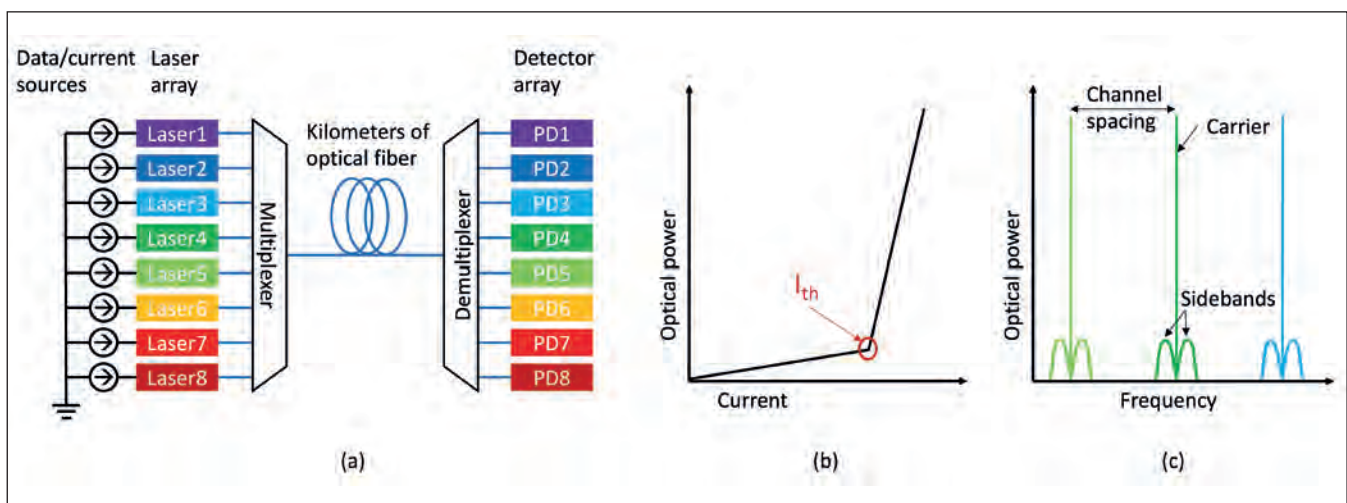 Data/current
sources
Laser
array
Detector
array
Laser1
Laser2
Laser3
Laser4
Laser5
Laser6
Laser7
Laser8
Multiplexer
Kilometers of
optical fiber
Demultiplexer
PD1
PD2
PD3
PD4
PD5
PD6
PD7
PD8
(a)
Optical power
Ith
Current
(b)
Optical power
Channel
spacing
Carrier
Sidebands
Frequency
(c)